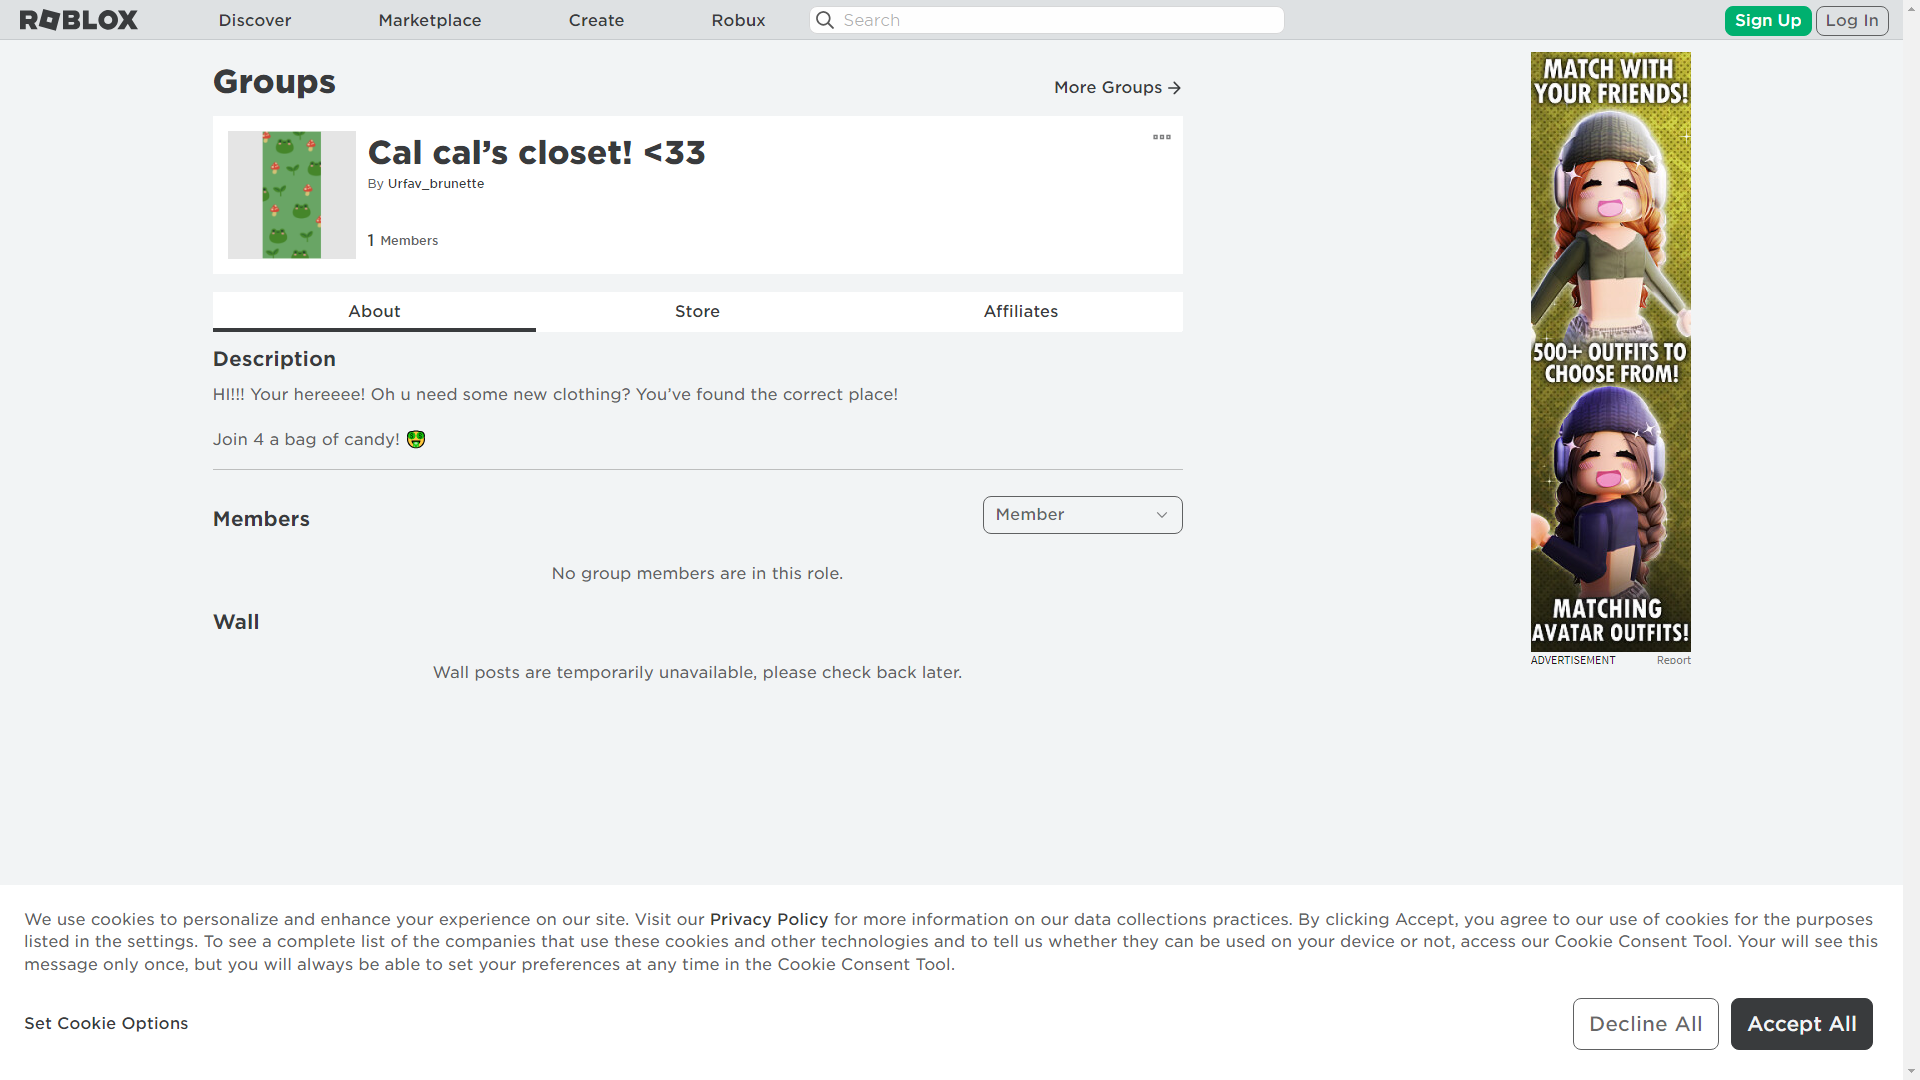 ROBLOX
Discover
Marketplace
Create
Robux
Search
Sign Up
Log In
Groups
More Groups
Cal cal’s closet! <33
By Urfav_brunette
1 Members
About
Store
Affiliates
Description
HI!!! Your hereeee! Oh u need some new clothing? You’ve found the correct place!
Join 4 a bag of candy! 🤑
Members
Member
No group members are in this role.
Wall
Wall posts are temporarily unavailable, please check back later.
MATCH WITH
YOUR FRIENDS!
500+ OUTFITS TO
CHOOSE FROM!
MATCHING
AVATAR OUTFITS!
ADVERTISEMENT
Report
We use cookies to personalize and enhance your experience on our site. Visit our Privacy Policy for more information on our data collections practices. By clicking Accept, you agree to our use of cookies for the purposes
listed in the settings. To see a complete list of the companies that use these cookies and other technologies and to tell us whether they can be used on your device or not, access our Cookie Consent Tool. Your will see this
message only once, but you will always be able to set your preferences at any time in the Cookie Consent Tool.
Set Cookie Options
Decline All
Accept All